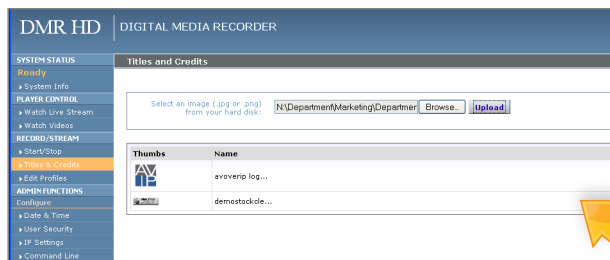 DMR HD
DIGITAL MEDIA RECORDER
SYSTEM STATUS
Ready
System Info
PLAYER CONTROL
Watch Live Stream
Watch Videos
RECORD/STREAM
Start/Stop
Titles & Credits
Edit Profiles
ADMIN FUNCTIONS
Configure
Date & Time
User Security
IP Settings
Command Line
Titles and Credits
Select an image (.jpg or .png)
from your hard disk:
N:\Department\Marketing\Departmer
Browse...
Upload
Thumbs Name
AV
IP
avoverip log...
demostockcle...